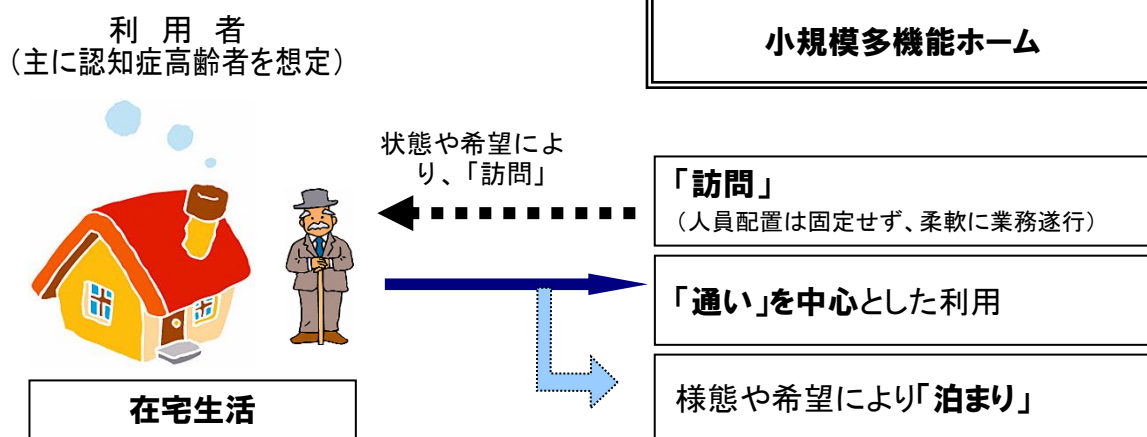 利 用 者
（主に認知症高齢者を想定）
小規模多機能ホーム
状態や希望によ
り、「訪問」
「訪問」
（人員配置は固定せず、柔軟に業務遂行）
「通い」を中心とした利用
様態や希望により「泊まり」
在宅生活